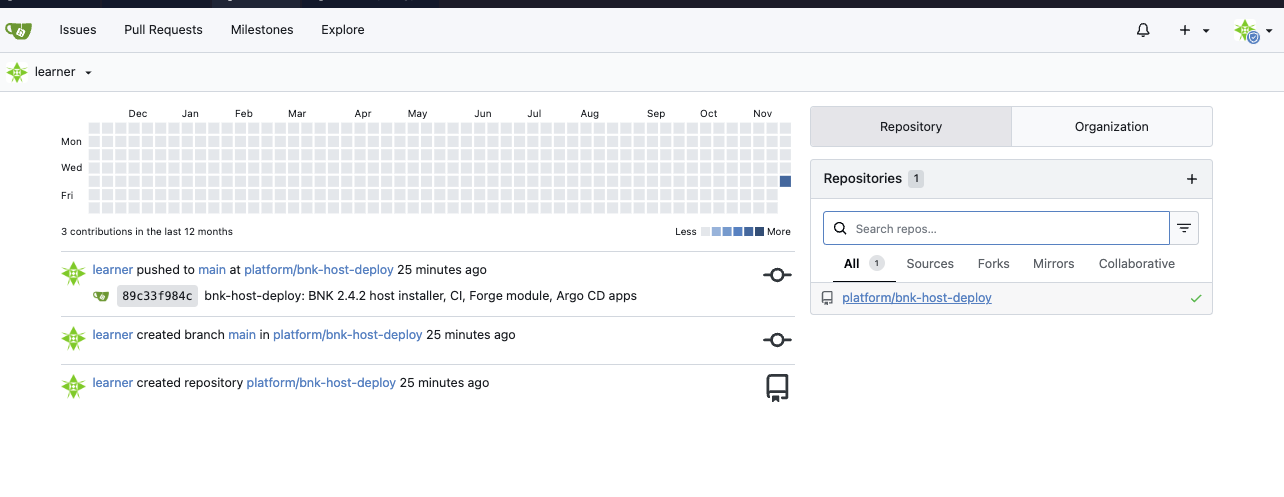 Issues Pull Requests Milestones Explore
learner
Dec Jan Feb Mar Apr May Jun Jul Aug Sep Oct Nov
Mon
Wed
Fri
3 contributions in the last 12 months Less More
learner pushed to main at platform/bnk-host-deploy 25 minutes ago
89c33f984c bnk-host-deploy: BNK 2.4.2 host installer, CI, Forge module, Argo CD apps
learner created branch main in platform/bnk-host-deploy 25 minutes ago
learner created repository platform/bnk-host-deploy 25 minutes ago
Repository Organization
Repositories 1
Search repos...
All 1 Sources Forks Mirrors Collaborative
platform/bnk-host-deploy